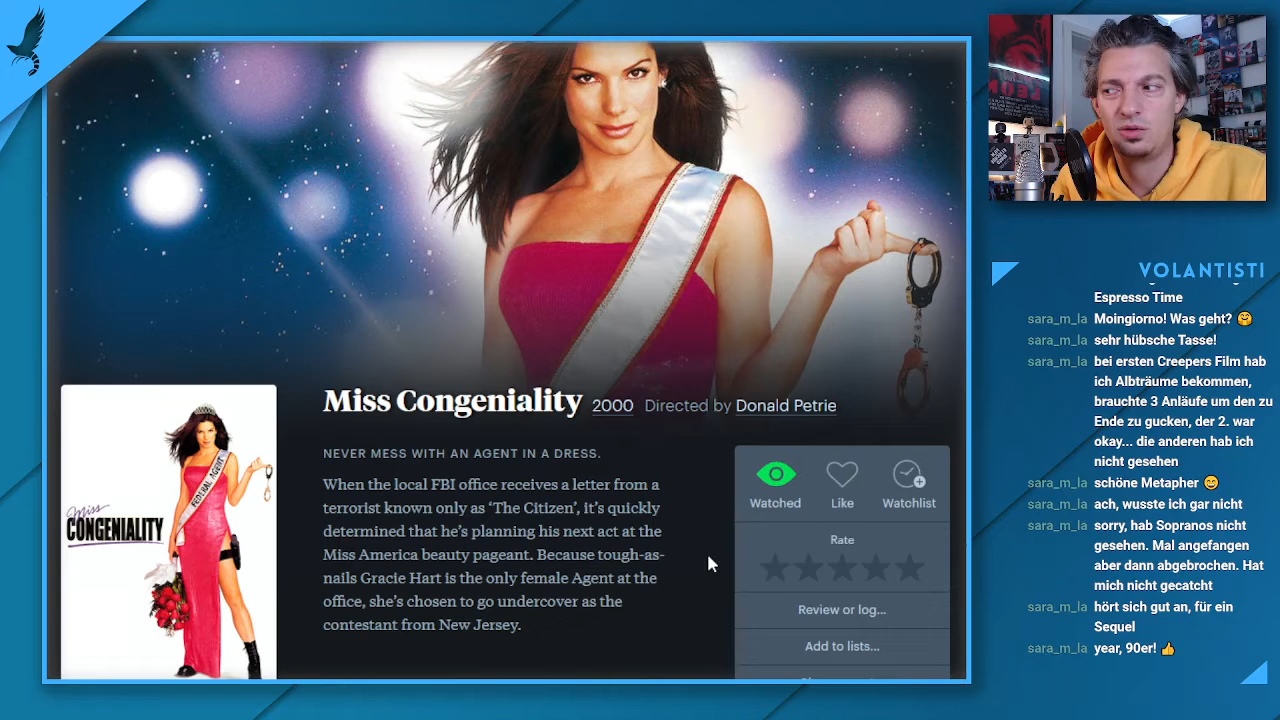 Miss Congeniality 2000 Directed by Donald Petrie
NEVER MESS WITH AN AGENT IN A DRESS.
When the local FBI office receives a letter from a
terrorist known only as ‘The Citizen’, it’s quickly
determined that he’s planning his next act at the
Miss America beauty pageant. Because tough-as-
nails Gracie Hart is the only female Agent at the
office, she’s chosen to go undercover as the
contestant from New Jersey.
Miss
CONGENIALITY
FEDERAL AGENT
Watched
Like
Watchlist
Rate
Review or log...
Add to lists...
LEON
VOLANTISTI
Espresso Time
sara_m_la Moingiorno! Was geht? 🤗
sara_m_la sehr hübsche Tasse!
sara_m_la bei ersten Creepers Film hab
ich Albträume bekommen,
brauchte 3 Anläufe um den zu
Ende zu gucken, der 2. war
okay... die anderen hab ich
nicht gesehen
sara_m_la schöne Metapher 😄
sara_m_la ach, wusste ich gar nicht
sara_m_la sorry, hab Sopranos nicht
gesehen. Mal angefangen
aber dann abgebrochen. Hat
mich nicht gecatcht
sara_m_la hört sich gut an, für ein
Sequel
sara_m_la year, 90er! 👍